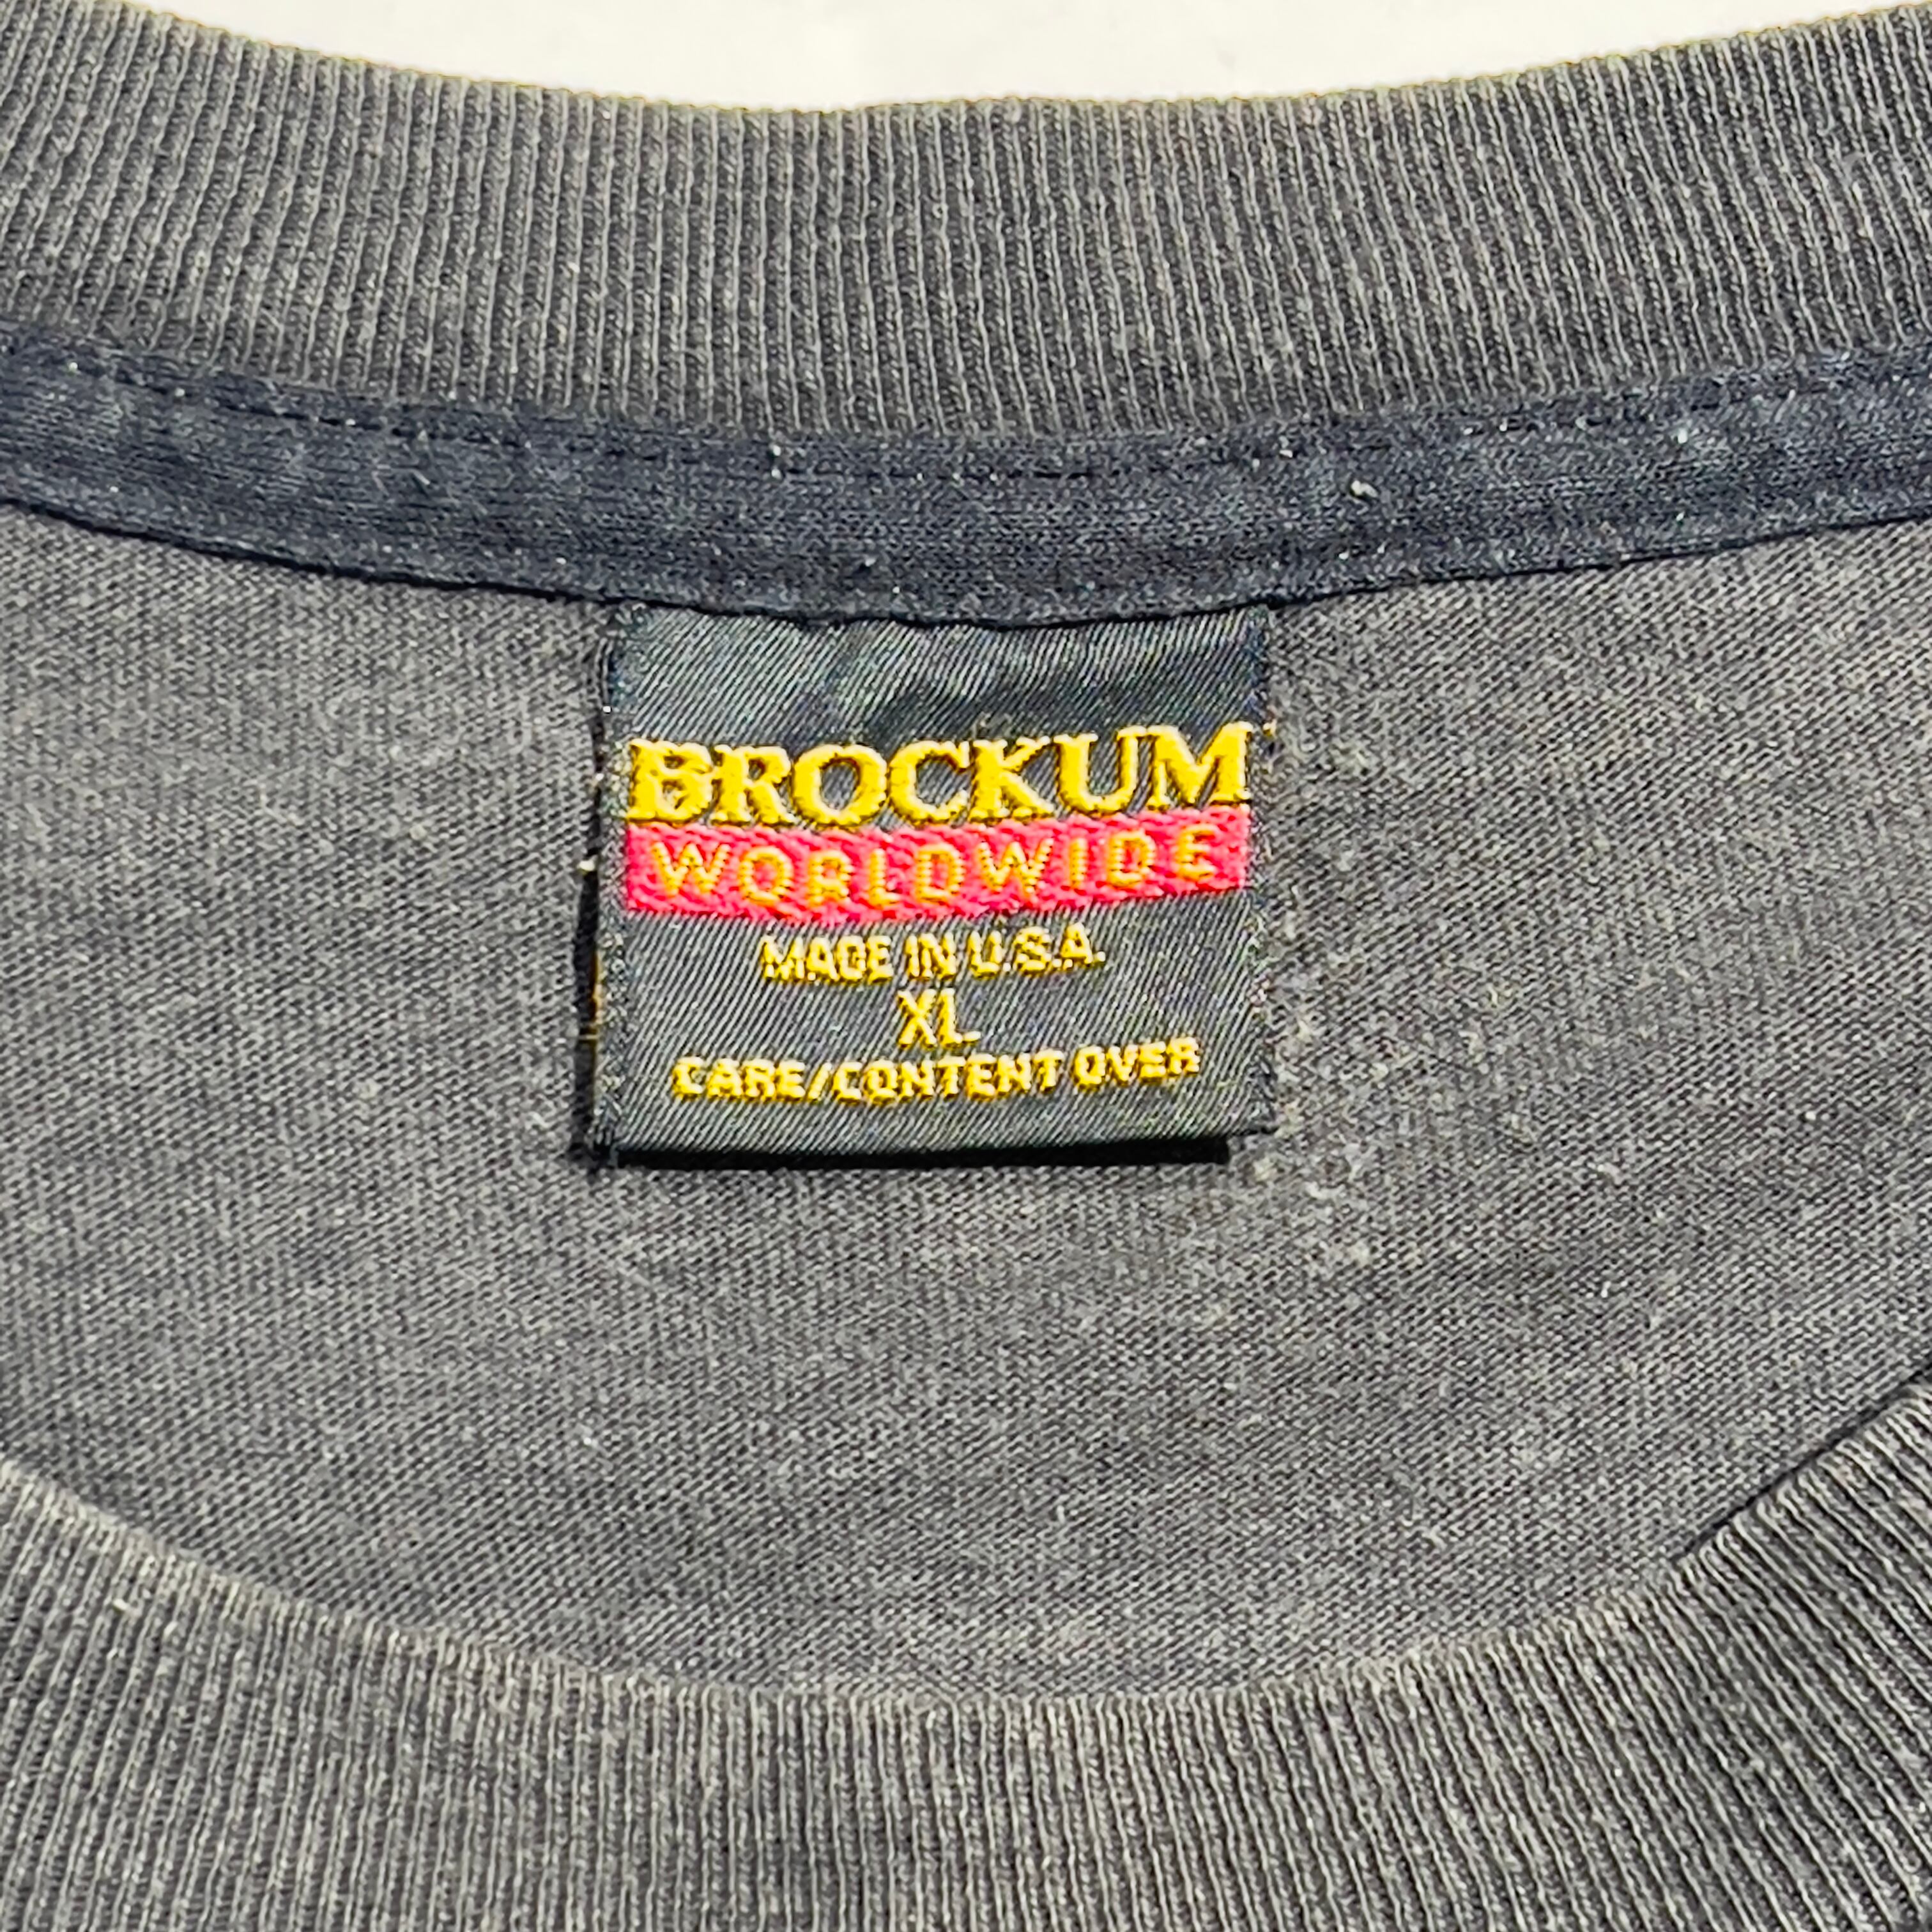 BROCKUM
WORLDWIDE
MADE IN U.S.A.
XL
CARE/CONTENT OVER